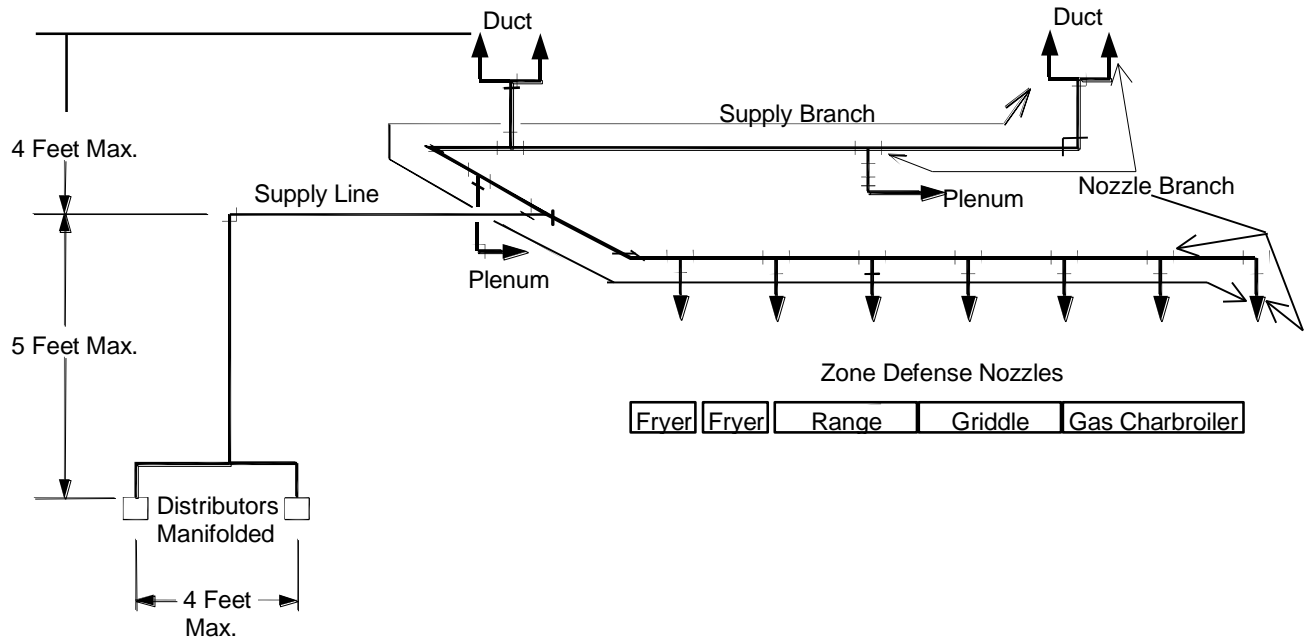 Duct
Duct
Supply Branch
4 Feet Max.
Supply Line
Nozzle Branch
Plenum
Plenum
5 Feet Max.
Zone Defense Nozzles
Fryer Fryer Range Griddle Gas Charbroiler
Distributors
Manifolded
4 Feet
Max.